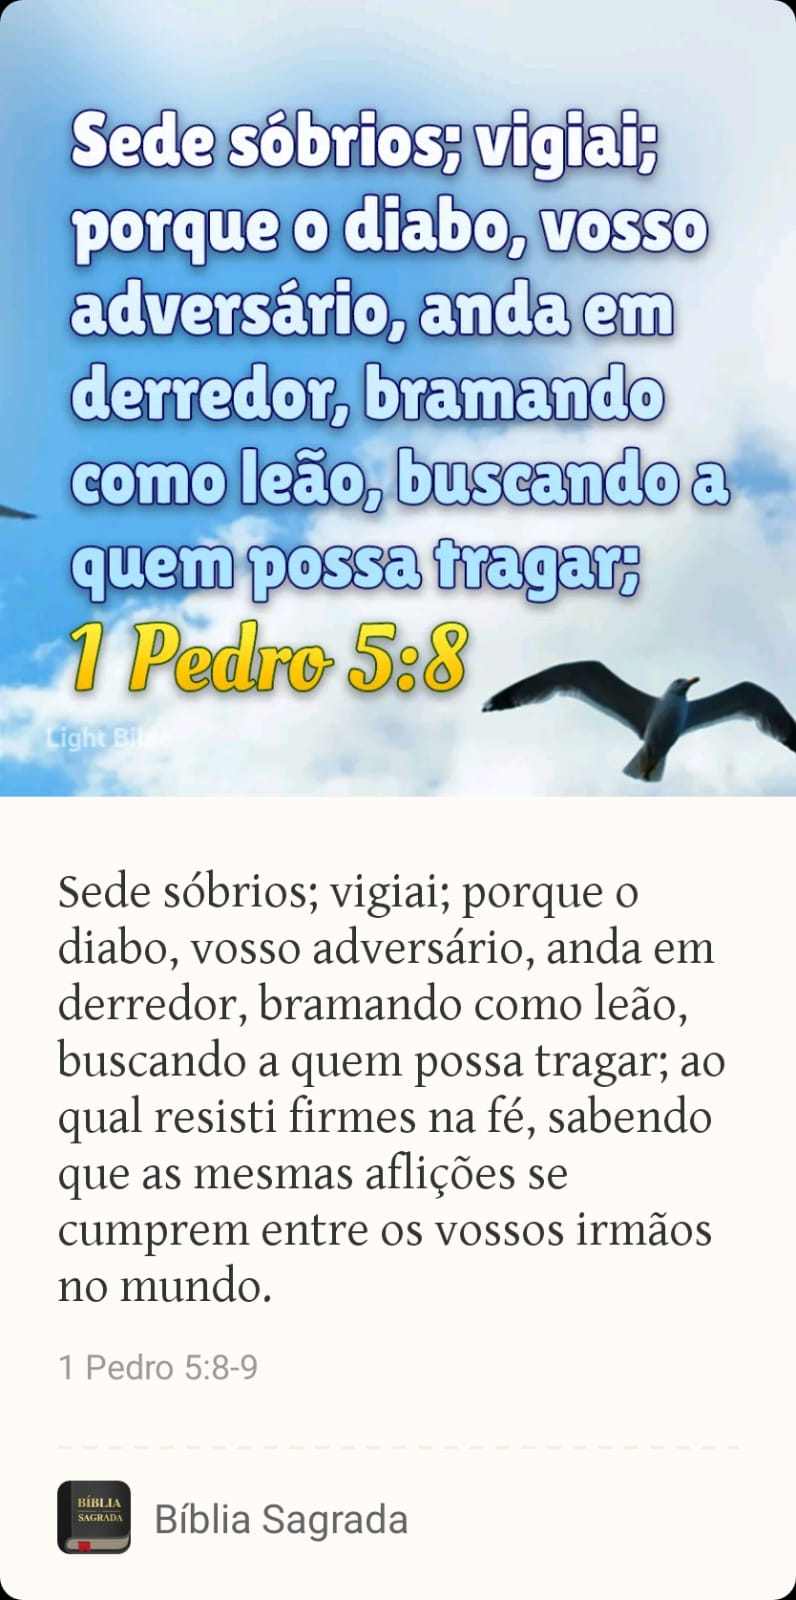 Sede sóbrios; vigiai;
porque o diabo, vosso
adversário, anda em
derredor, bramando
como leão, buscando a
quem possa tragar;
1 Pedro 5:8
Light
Sede sóbrios; vigiai; porque o
diabo, vosso adversário, anda em
derredor, bramando como leão,
buscando a quem possa tragar; ao
qual resisti firmes na fé, sabendo
que as mesmas aflições se
cumprem entre os vossos irmãos
no mundo.
1 Pedro 5:8-9
BÍBLIA
SAGRADA
Bíblia Sagrada